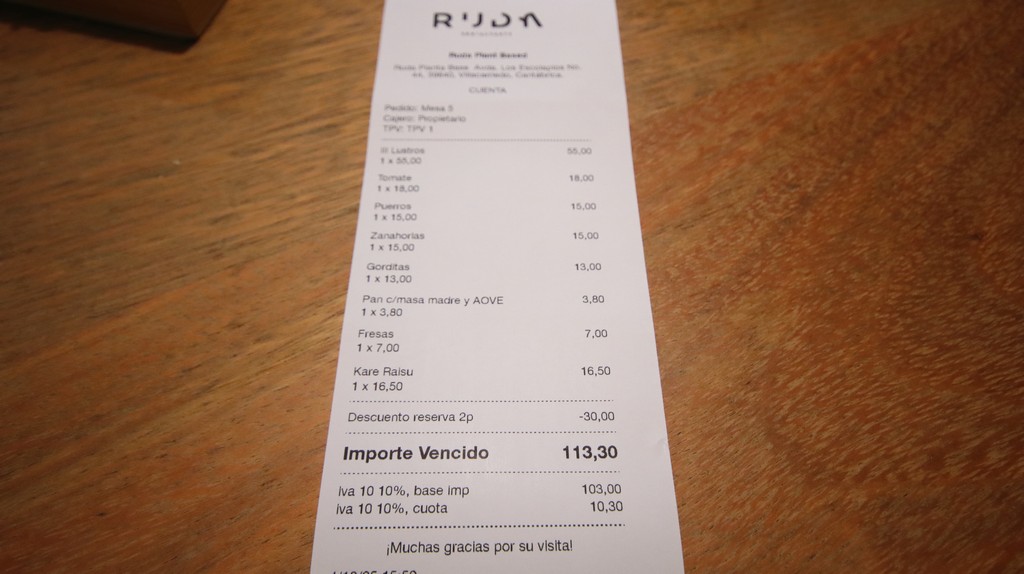 RUDA
Ruda Plant Based
CUENTA
Pedido: Mesa 5
Cajero: Propietario
TPV: TPV 1
III Lustros 55,00
1 x 55,00
Tomate 18,00
1 x 18,00
Puerros 15,00
1 x 15,00
Zanahorias 15,00
1 x 15,00
Gorditas 13,00
1 x 13,00
Pan c/masa madre y AOVE 3,80
1 x 3,80
Fresas 7,00
1 x 7,00
Kare Raisu 16,50
1 x 16,50
Descuento reserva 2p -30,00
Importe Vencido 113,30
iva 10 10%, base imp 103,00
iva 10 10%, cuota 10,30
¡Muchas gracias por su visita!